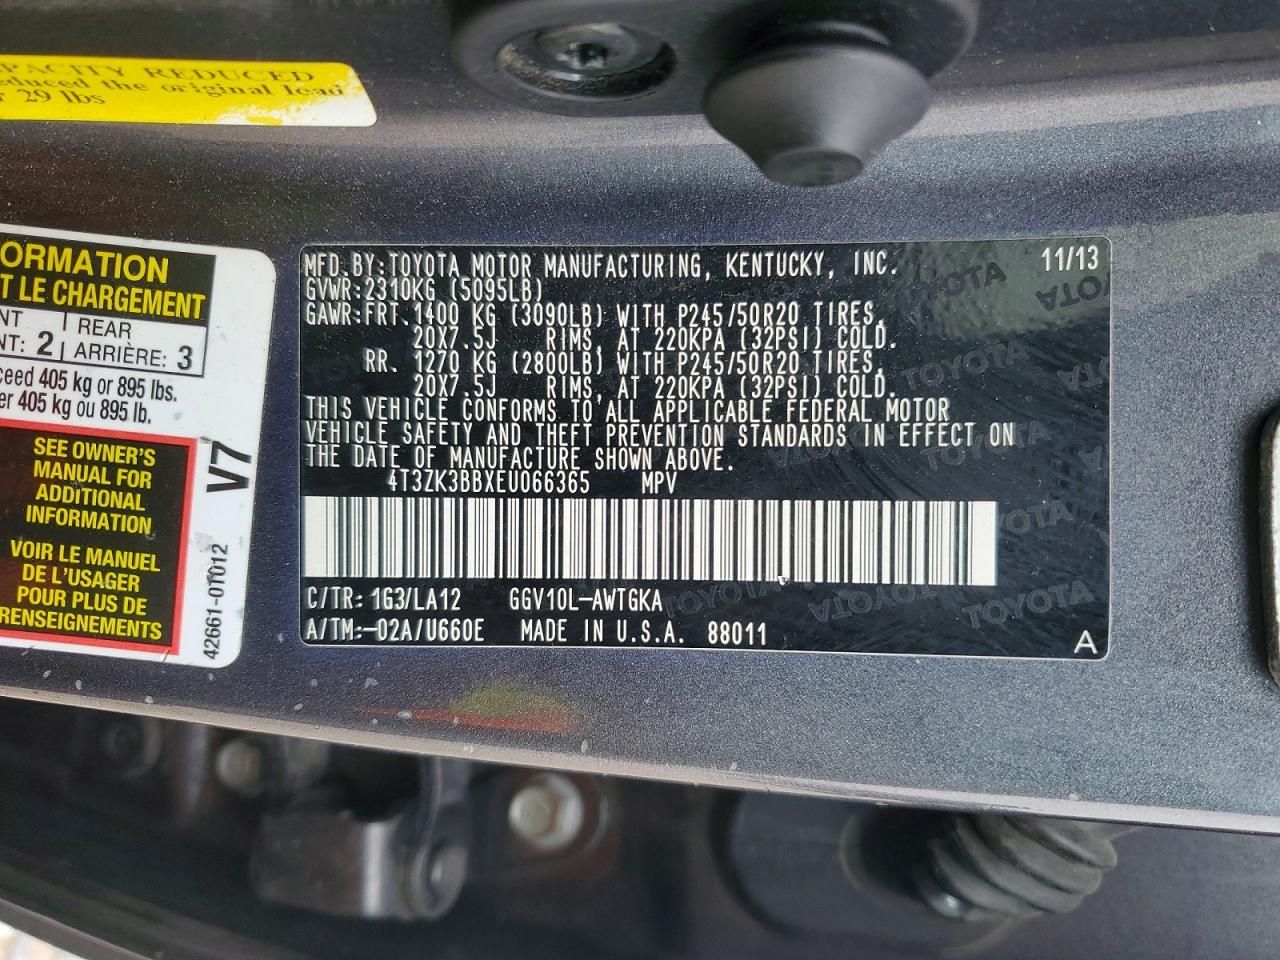 PACITY REDUCED
duced the original load
r 29 lbs
ORMATION
T LE CHARGEMENT
NT 2 REAR
NT: ARRIÈRE: 3
ceed 405 kg or 895 lbs.
er 405 kg ou 895 lb.
SEE OWNER'S
MANUAL FOR
ADDITIONAL
INFORMATION
VOIR LE MANUEL
DE L'USAGER
POUR PLUS DE
RENSEIGNEMENTS
V7
42661-0T012
MFD.BY:TOYOTA MOTOR MANUFACTURING, KENTUCKY, INC. 11/13
GVWR:2310KG (5095LB)
GAWR:FRT.1400 KG (3090LB) WITH P245/50R20 TIRES,
20X7.5J RIMS, AT 220KPA (32PSI) COLD.
RR. 1270 KG (2800LB) WITH P245/50R20 TIRES,
20X7.5J RIMS, AT 220KPA (32PSI) COLD.
THIS VEHICLE CONFORMS TO ALL APPLICABLE FEDERAL MOTOR
VEHICLE SAFETY AND THEFT PREVENTION STANDARDS IN EFFECT ON
THE DATE OF MANUFACTURE SHOWN ABOVE.
4T3ZK3BBXEU066365 MPV
C/TR: 1G3/LA12 GGV10L-AWTGKA
A/TM:-02A/U660E MADE IN U.S.A. 88011
A